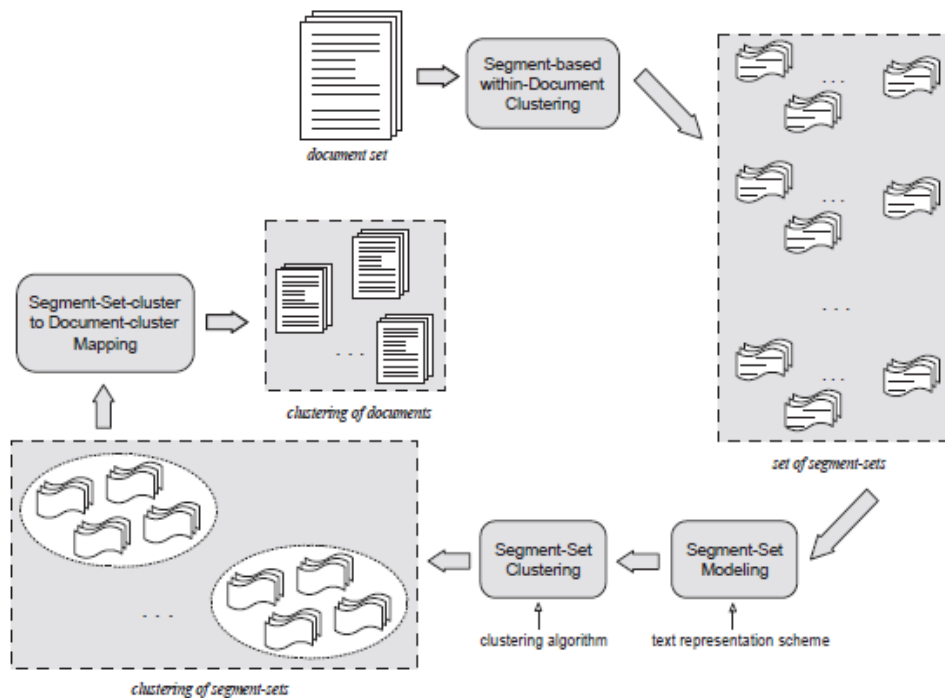 document set
Segment-based
within-Document
Clustering
set of segment-sets
Segment-Set
Modeling
text representation scheme
Segment-Set
Clustering
clustering algorithm
clustering of segment-sets
Segment-Set-cluster
to Document-cluster
Mapping
clustering of documents